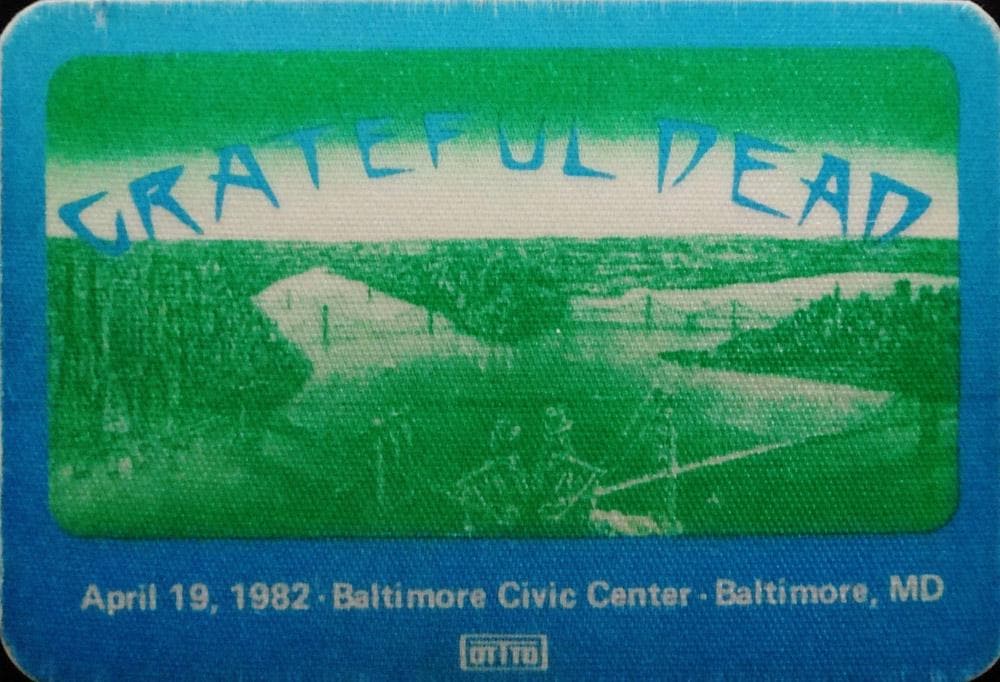 GRATEFUL DEAD
April 19, 1982 · Baltimore Civic Center · Baltimore, MD
OTTTO